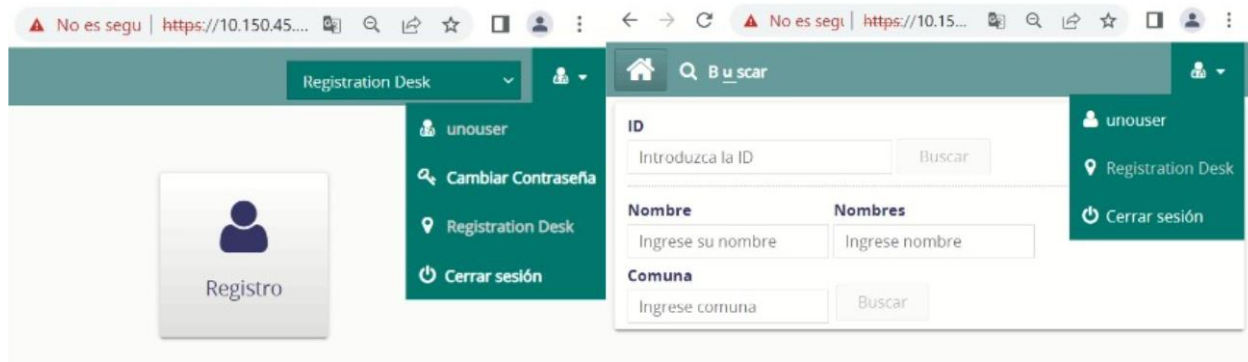 No es segu | https://10.150.45....
Registration Desk
unouser
Cambiar Contraseña
Registration Desk
Cerrar sesión
Registro
No es segu | https://10.15...
Buscar
unouser
Registration Desk
Cerrar sesión
ID
Introduzca la ID
Buscar
Nombre Nombres
Ingrese su nombre Ingrese nombre
Comuna
Ingrese comuna Buscar